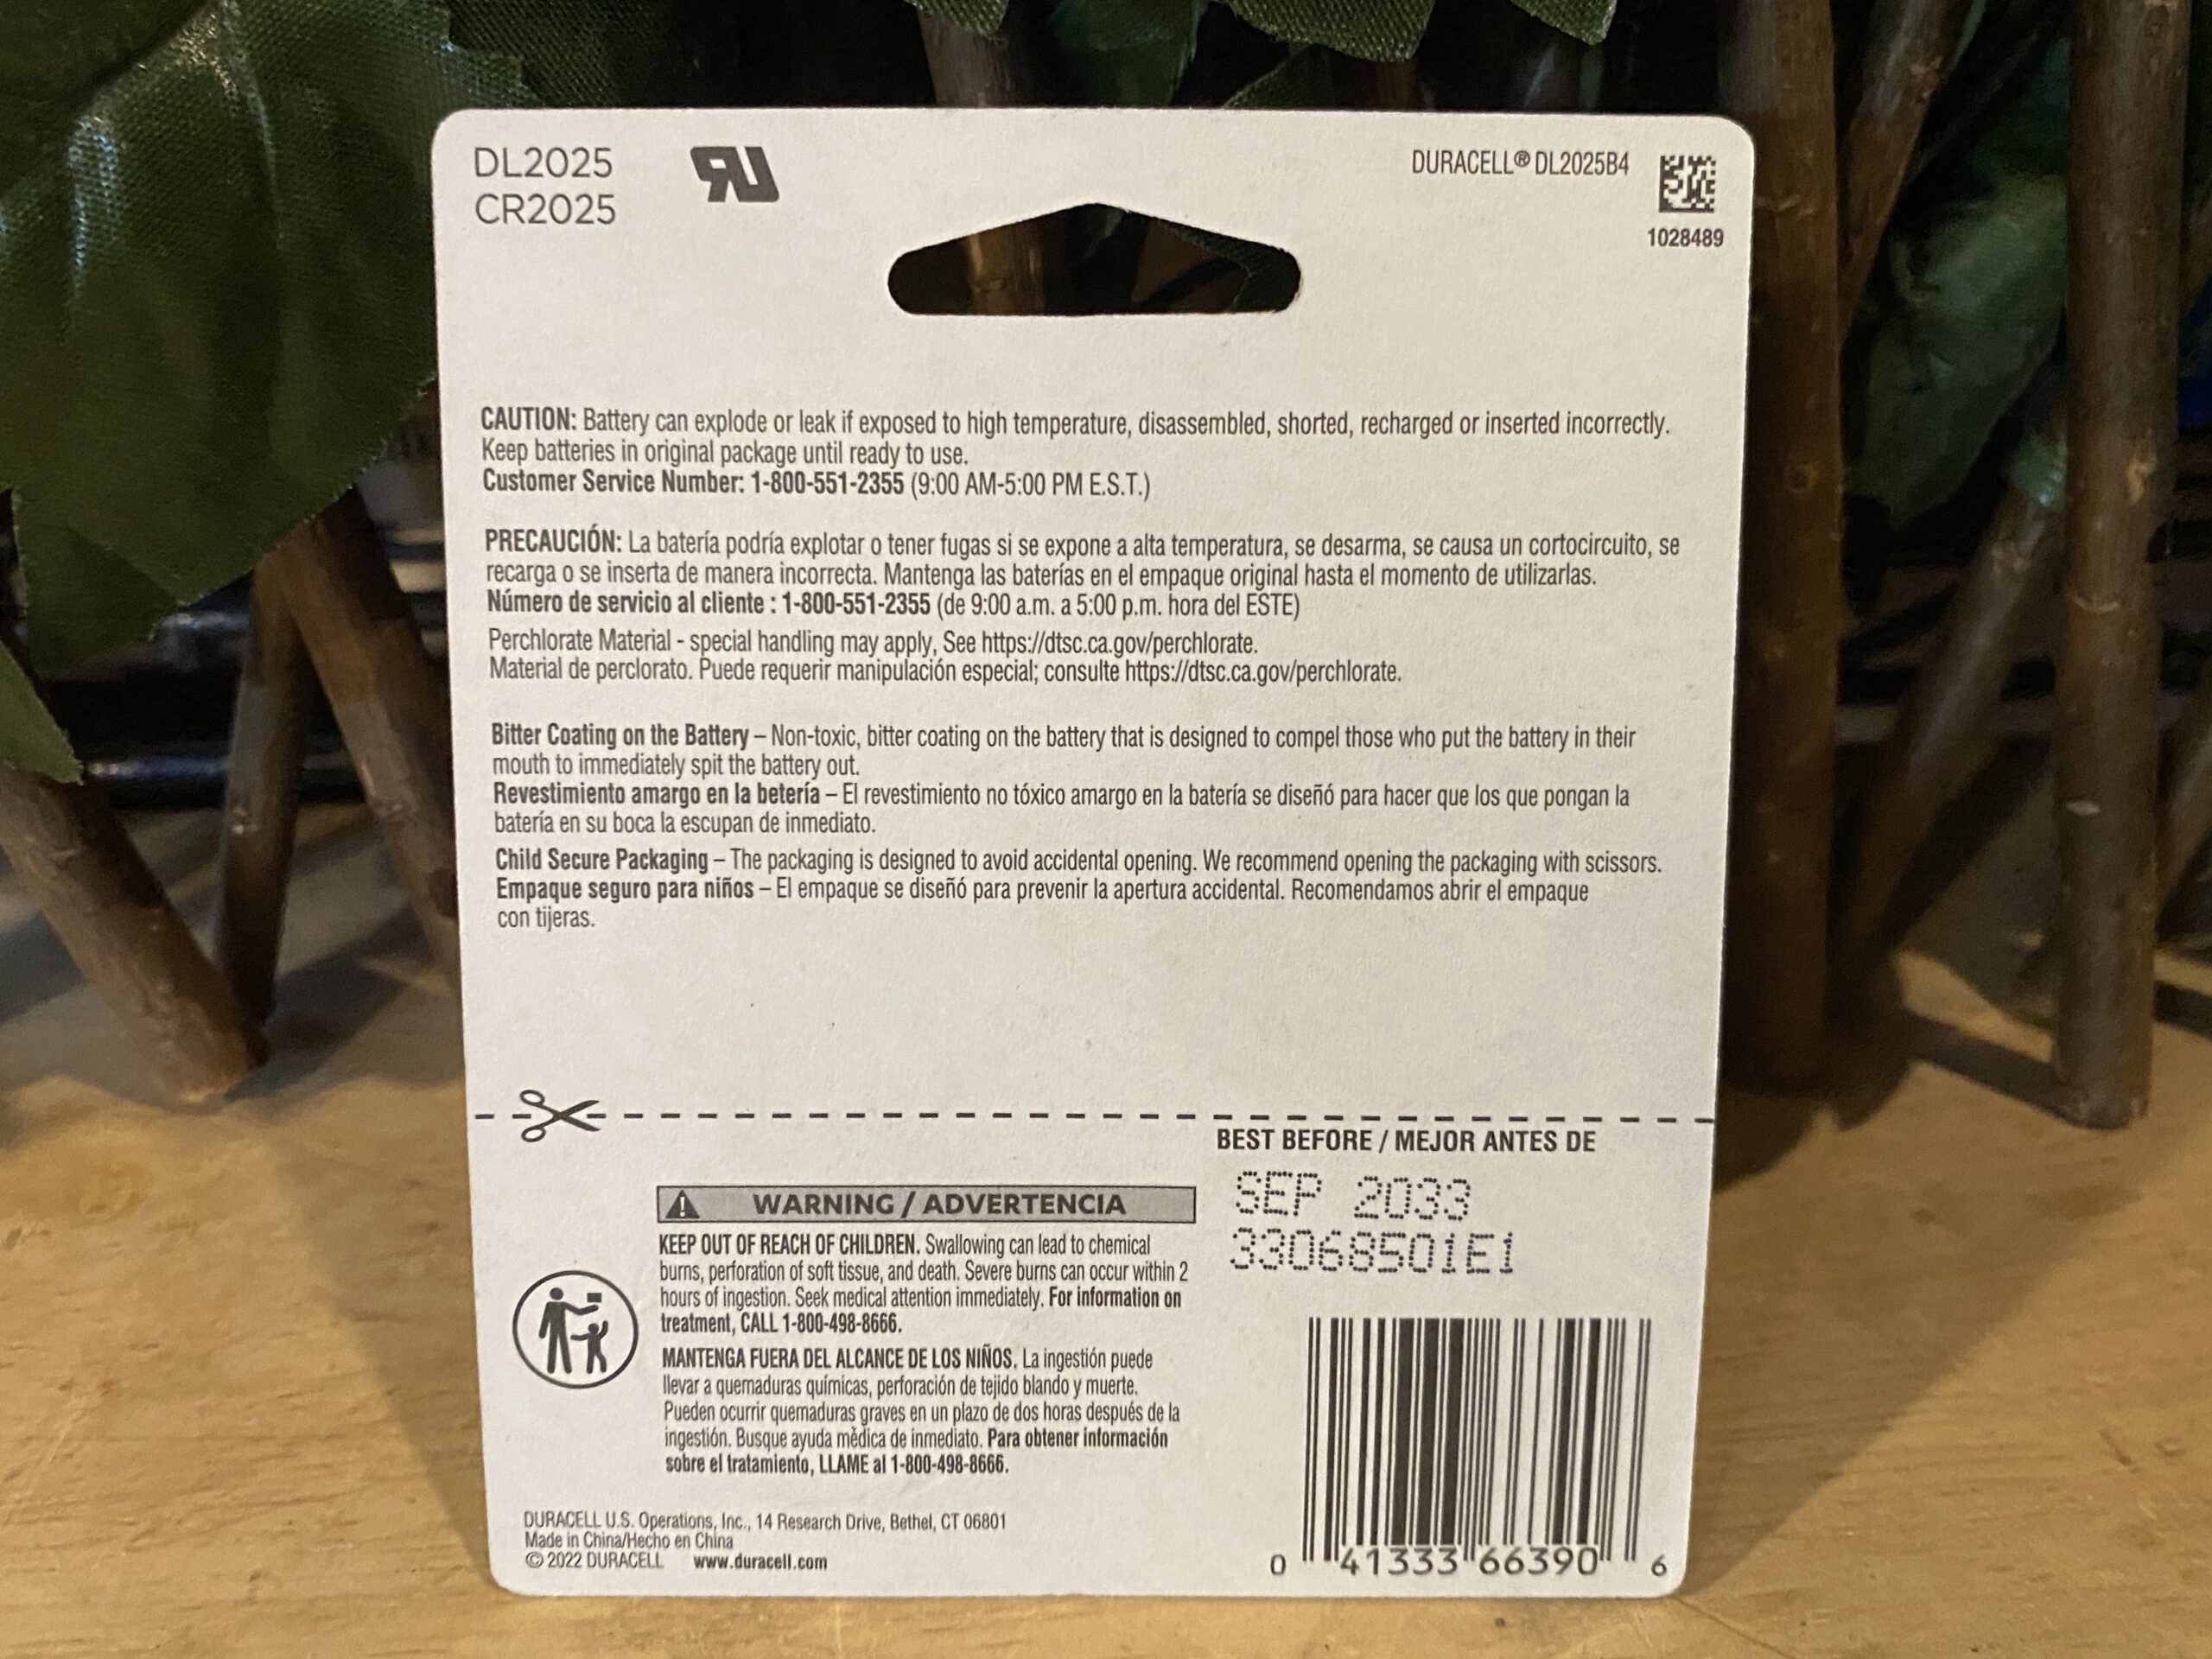 DL2025
CR2025
DURACELL® DL2025B4
1028489
CAUTION: Battery can explode or leak if exposed to high temperature, disassembled, shorted, recharged or inserted incorrectly.
Keep batteries in original package until ready to use.
Customer Service Number: 1-800-551-2355 (9:00 AM-5:00 PM E.S.T.)
PRECAUCIÓN: La batería podría explotar o tener fugas si se expone a alta temperatura, se desarma, se causa un cortocircuito, se
recarga o se inserta de manera incorrecta. Mantenga las baterías en el empaque original hasta el momento de utilizarlas.
Número de servicio al cliente : 1-800-551-2355 (de 9:00 a.m. a 5:00 p.m. hora del ESTE)
Perchlorate Material - special handling may apply, See https://dtsc.ca.gov/perchlorate.
Material de perclorato. Puede requerir manipulación especial; consulte https://dtsc.ca.gov/perchlorate.
Bitter Coating on the Battery – Non-toxic, bitter coating on the battery that is designed to compel those who put the battery in their
mouth to immediately spit the battery out.
Revestimiento amargo en la betería – El revestimiento no tóxico amargo en la batería se diseñó para hacer que los que pongan la
batería en su boca la escupan de inmediato.
Child Secure Packaging – The packaging is designed to avoid accidental opening. We recommend opening the packaging with scissors.
Empaque seguro para niños – El empaque se diseñó para prevenir la apertura accidental. Recomendamos abrir el empaque
con tijeras.
BEST BEFORE / MEJOR ANTES DE
SEP 2033
33068501E1
WARNING / ADVERTENCIA
KEEP OUT OF REACH OF CHILDREN. Swallowing can lead to chemical
burns, perforation of soft tissue, and death. Severe burns can occur within 2
hours of ingestion. Seek medical attention immediately. For information on
treatment, CALL 1-800-498-8666.
MANTENGA FUERA DEL ALCANCE DE LOS NIÑOS. La ingestión puede
llevar a quemaduras químicas, perforación de tejido blando y muerte.
Pueden ocurrir quemaduras graves en un plazo de dos horas después de la
ingestión. Busque ayuda mèdica de inmediato. Para obtener información
sobre el tratamiento, LLAME al 1-800-498-8666.
DURACELL U.S. Operations, Inc., 14 Research Drive, Bethel, CT 06801
Made in China/Hecho en China
© 2022 DURACELL www.duracell.com
0 41333 66390 6